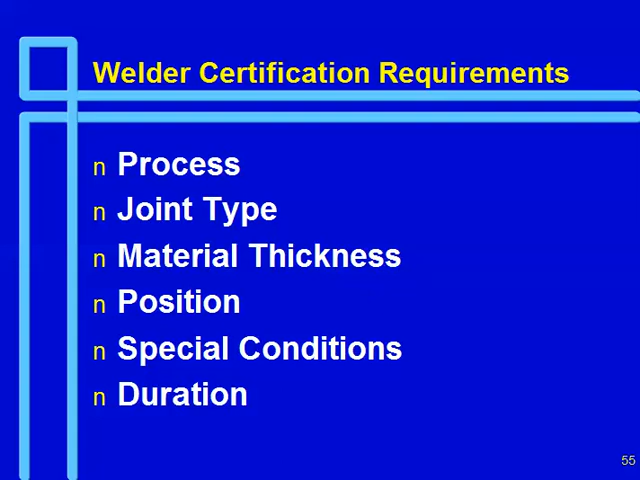 Welder Certification Requirements
n Process
n Joint Type
n Material Thickness
n Position
n Special Conditions
n Duration
55